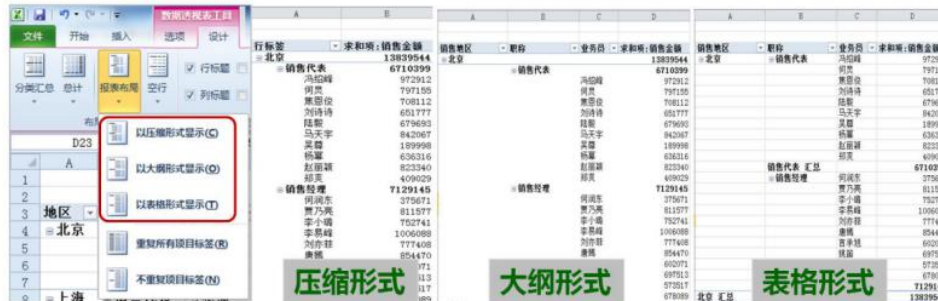 数据透视表工具
文件 开始 插入 选项 设计
分类汇总 总计 报表布局 空行
行标题
列标题
D23
以压缩形式显示(C)
以大纲形式显示(O)
以表格形式显示(T)
重复所有项目标签(R)
不重复项目标签(N)
A
1
2
3 地区
4 北京
5
6
7
上海
A B
行标签 求和项:销售金额
北京 13839544
销售代表 6710399
冯绍峰 972912
何炅 797155
焦恩俊 708112
刘诗诗 651777
陆毅 679693
马天宇 842067
吴尊 189998
杨幂 636316
赵丽颖 823340
郑爽 409029
销售经理 7129145
何润东 375671
贾乃亮 811577
李小璐 752741
李易峰 1006088
刘亦菲 777408
唐嫣 854470
压缩形式
A B C D
销售地区 职称 业务员 求和项:销售金额
北京 13839544
销售代表 6710399
冯绍峰 972912
何炅 797155
焦恩俊 708112
刘诗诗 651777
陆毅 679693
马天宇 842067
吴尊 189998
杨幂 636316
赵丽颖 823340
郑爽 409029
销售经理 7129145
何润东 375671
贾乃亮 811577
李小璐 752741
李易峰 1006088
刘亦菲 777408
唐嫣 854470
602071
697513
573517
678089
大纲形式
A B C D
销售地区 职称 业务员 求和项:销售金额
北京 销售代表 冯绍峰
何炅
焦恩俊
刘诗诗
陆毅
马天宇
吴尊
杨幂
赵丽颖
郑爽
销售代表 汇总
销售经理 何润东
贾乃亮
李小璐
李易峰
刘亦菲
唐嫣
表格形式
北京 汇总